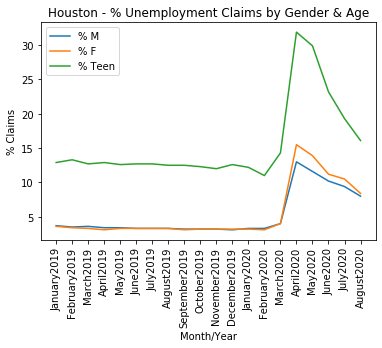 Houston - % Unemployment Claims by Gender & Age
% M
% F
% Teen
30
25
20
15
10
5
% Claims
January2019
February2019
March2019
April2019
May2019
June2019
July2019
August2019
September2019
October2019
November2019
December2019
January2020
February2020
March2020
April2020
May2020
June2020
July2020
August2020
Month/Year